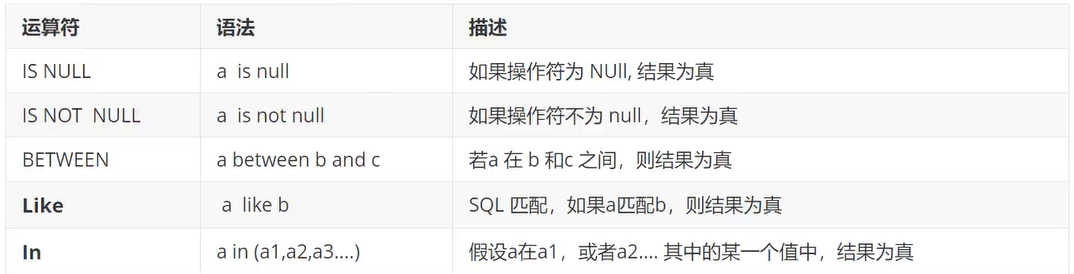 运算符 语法 描述
IS NULL a is null 如果操作符为 NUll, 结果为真
IS NOT NULL a is not null 如果操作符不为 null，结果为真
BETWEEN a between b and c 若a 在 b 和c 之间，则结果为真
Like a like b SQL 匹配，如果a匹配b，则结果为真
In a in (a1,a2,a3....) 假设a在a1，或者a2.... 其中的某一个值中，结果为真